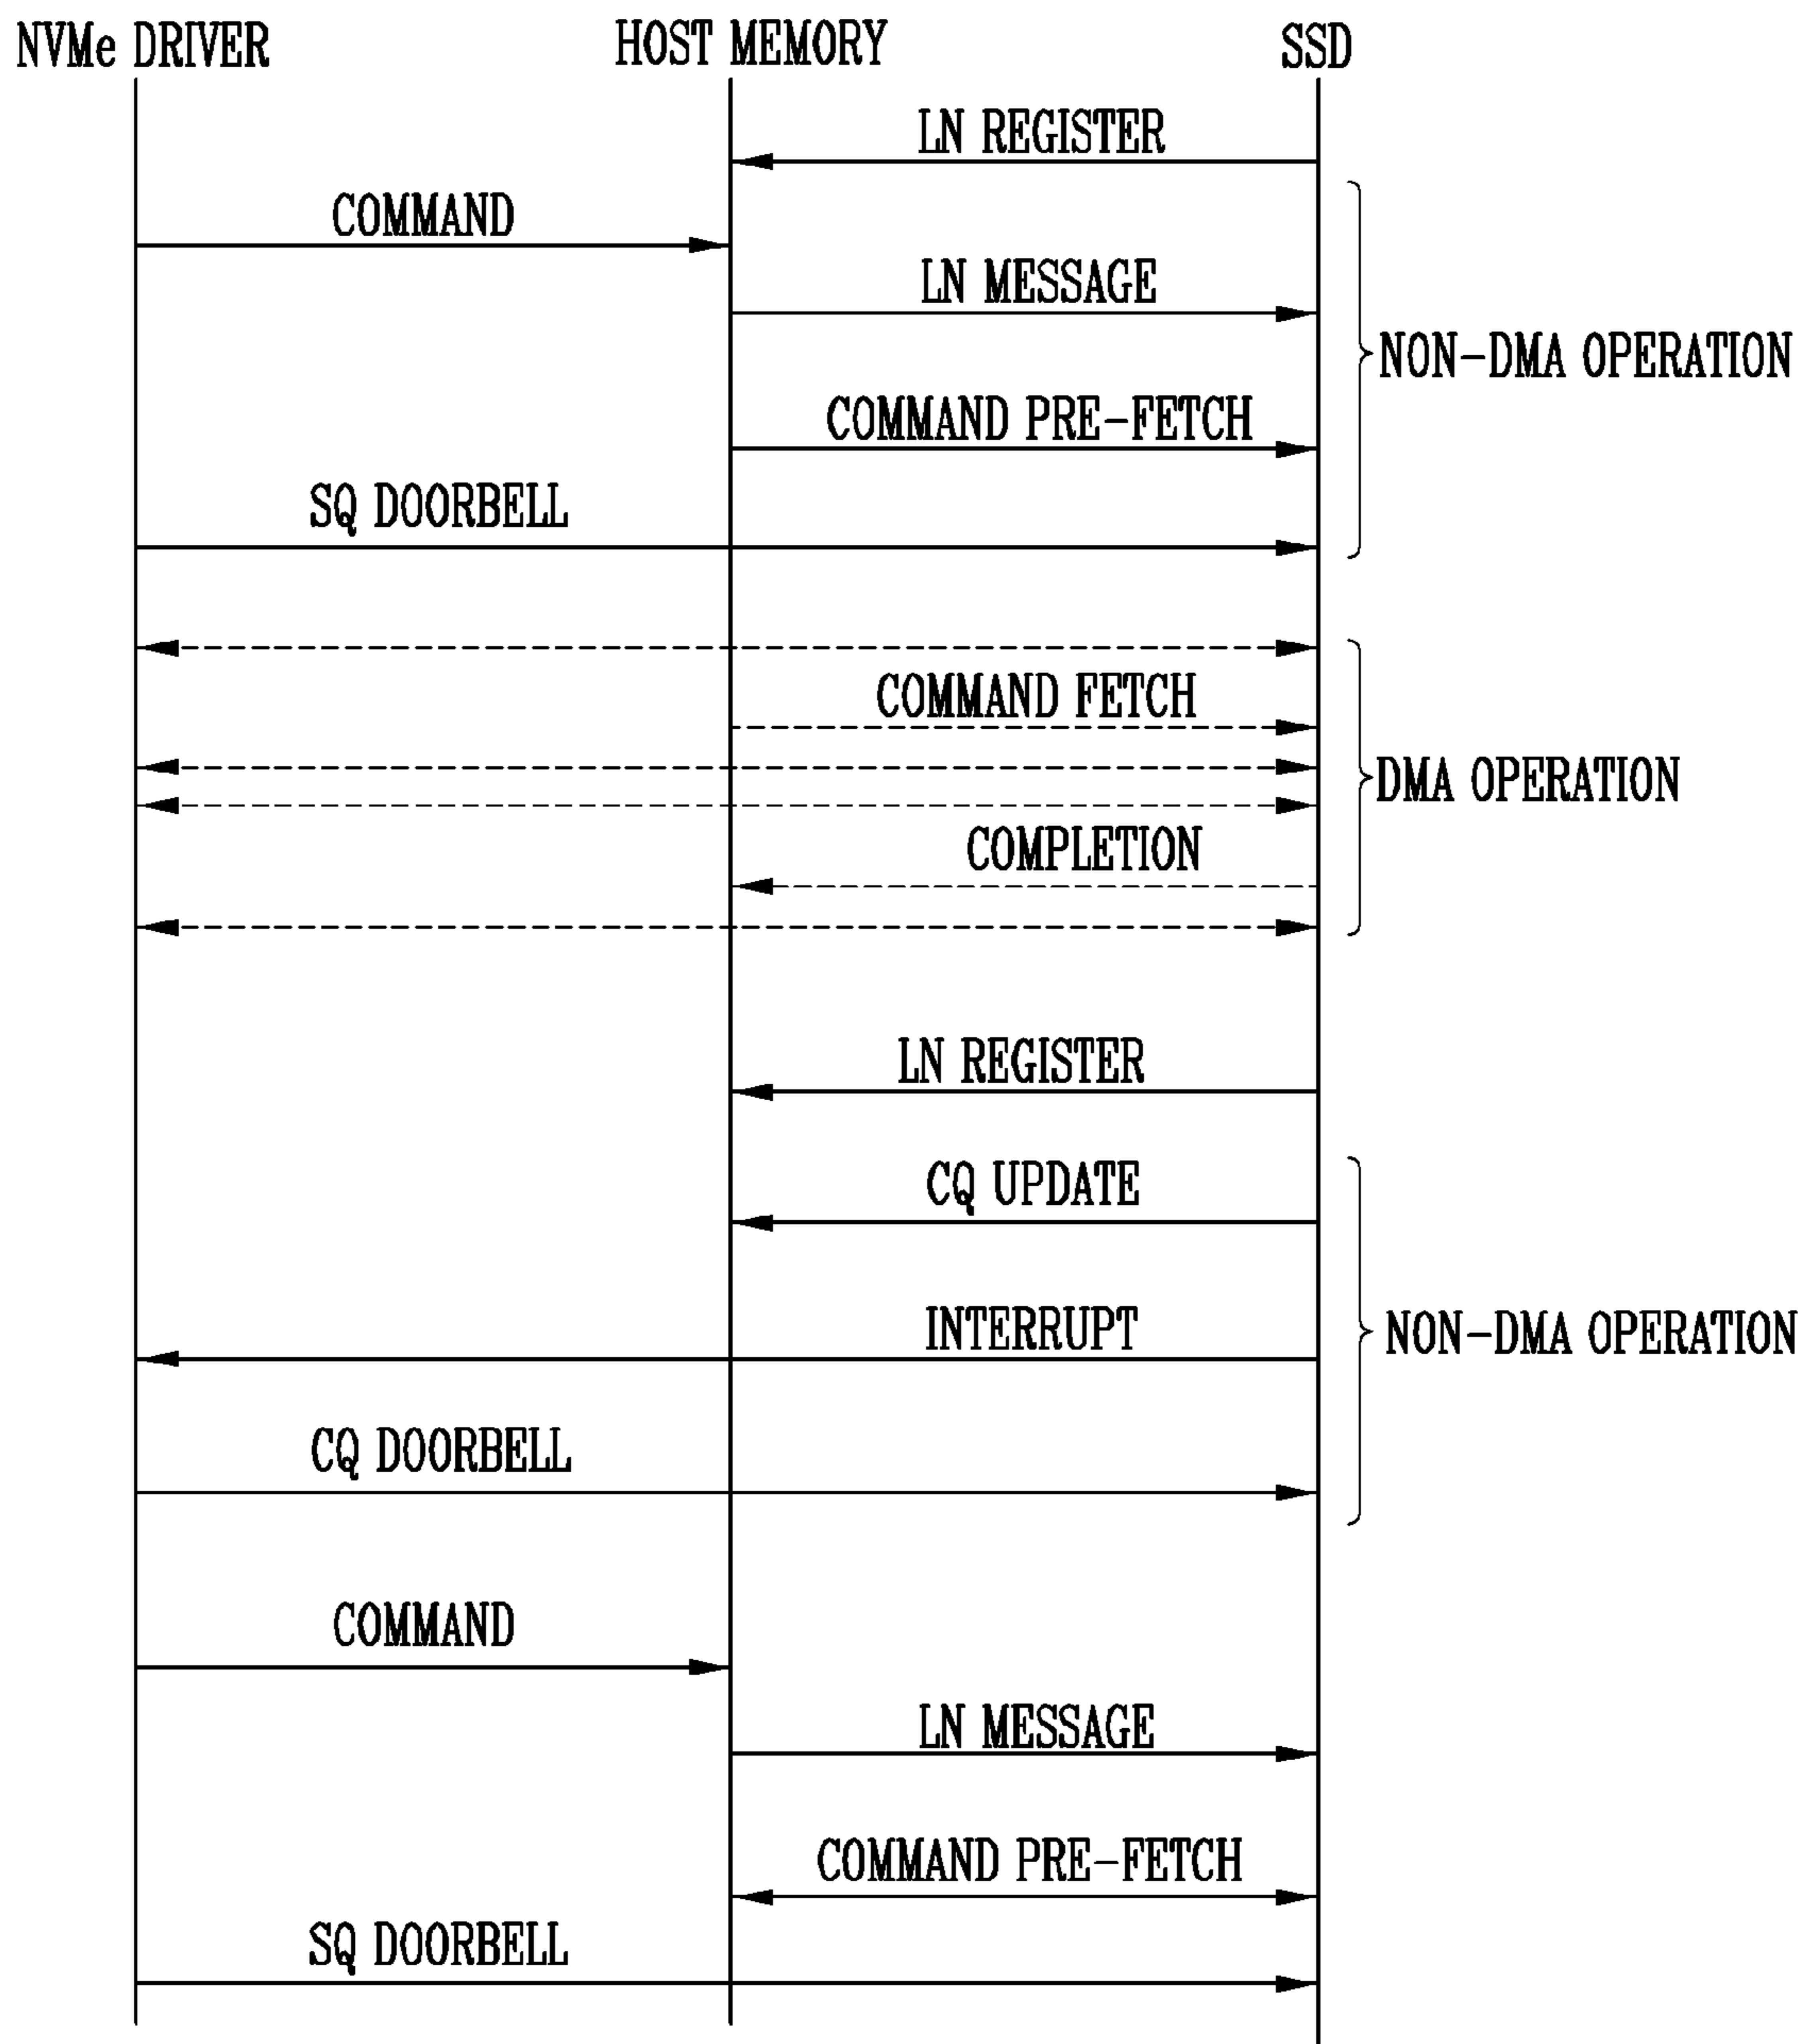 NVMe DRIVER
HOST MEMORY
SSD
LN REGISTER
COMMAND
LN MESSAGE
NON-DMA OPERATION
COMMAND PRE-FETCH
SQ DOORBELL
COMMAND FETCH
DMA OPERATION
COMPLETION
LN REGISTER
CQ UPDATE
INTERRUPT
NON-DMA OPERATION
CQ DOORBELL
COMMAND
LN MESSAGE
COMMAND PRE-FETCH
SQ DOORBELL